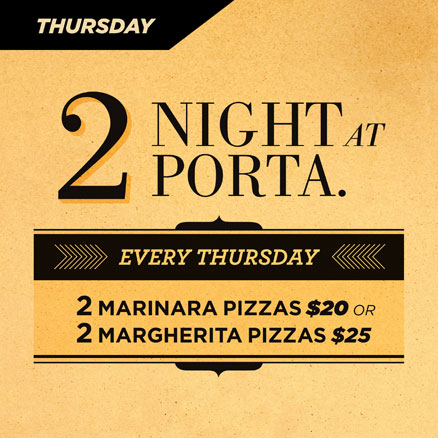 THURSDAY
2 NIGHT AT
PORTA.
EVERY THURSDAY
2 MARINARA PIZZAS $20 OR
2 MARGHERITA PIZZAS $25